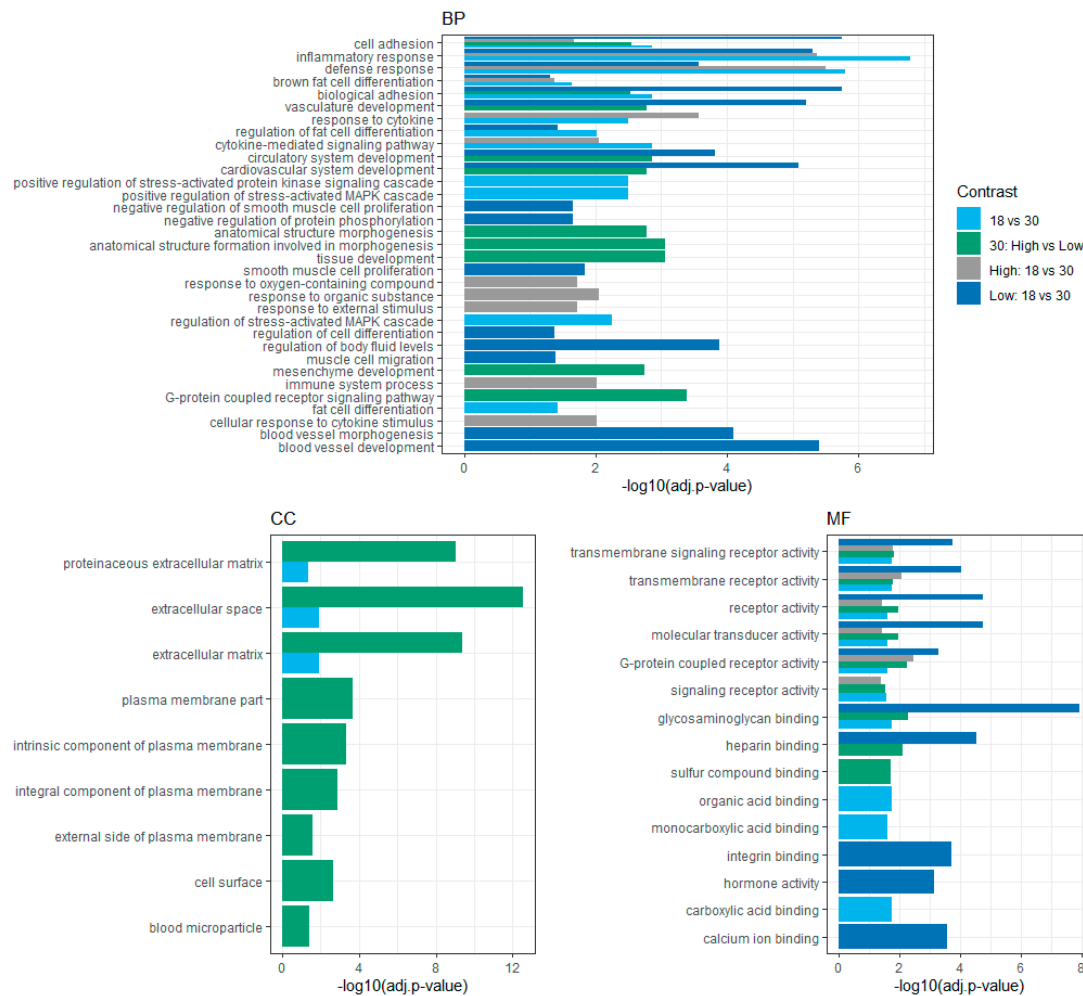 BP
cell adhesion
inflammatory response
defense response
brown fat cell differentiation
biological adhesion
vasculature development
response to cytokine
regulation of fat cell differentiation
cytokine-mediated signaling pathway
circulatory system development
cardiovascular system development
positive regulation of stress-activated protein kinase signaling cascade
positive regulation of stress-activated MAPK cascade
negative regulation of smooth muscle cell proliferation
negative regulation of protein phosphorylation
anatomical structure morphogenesis
anatomical structure formation involved in morphogenesis
tissue development
smooth muscle cell proliferation
response to oxygen-containing compound
response to organic substance
response to external stimulus
regulation of stress-activated MAPK cascade
regulation of cell differentiation
regulation of body fluid levels
muscle cell migration
mesenchyme development
immune system process
G-protein coupled receptor signaling pathway
fat cell differentiation
cellular response to cytokine stimulus
blood vessel morphogenesis
blood vessel development
0 2 4 6
-log10(adj.p-value)
Contrast
18 vs 30
30: High vs Low
High: 18 vs 30
Low: 18 vs 30
CC
proteinaceous extracellular matrix
extracellular space
extracellular matrix
plasma membrane part
intrinsic component of plasma membrane
integral component of plasma membrane
external side of plasma membrane
cell surface
blood microparticle
0 4 8 12
-log10(adj.p-value)
MF
transmembrane signaling receptor activity
transmembrane receptor activity
receptor activity
molecular transducer activity
G-protein coupled receptor activity
signaling receptor activity
glycosaminoglycan binding
heparin binding
sulfur compound binding
organic acid binding
monocarboxylic acid binding
integrin binding
hormone activity
carboxylic acid binding
calcium ion binding
0 2 4 6 8
-log10(adj.p-value)